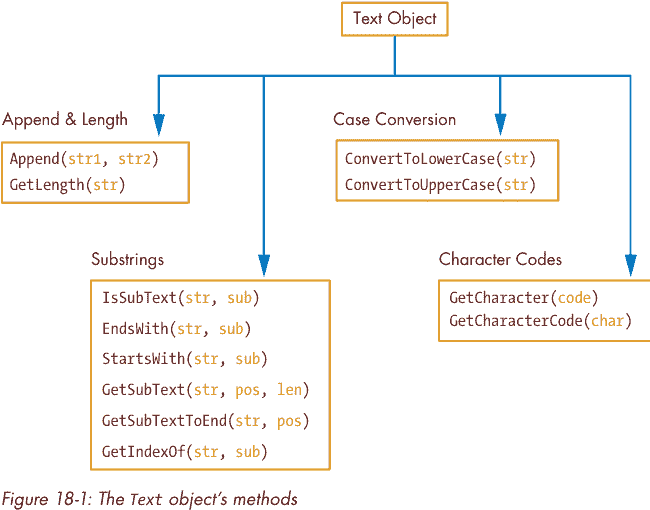 Text Object
Append & Length
Append(str1, str2)
GetLength(str)
Case Conversion
ConvertToLowerCase(str)
ConvertToUpperCase(str)
Substrings
IsSubText(str, sub)
EndsWith(str, sub)
StartsWith(str, sub)
GetSubText(str, pos, len)
GetSubTextToEnd(str, pos)
GetIndexOf(str, sub)
Character Codes
GetCharacter(code)
GetCharacterCode(char)
Figure 18-1: The Text object's methods